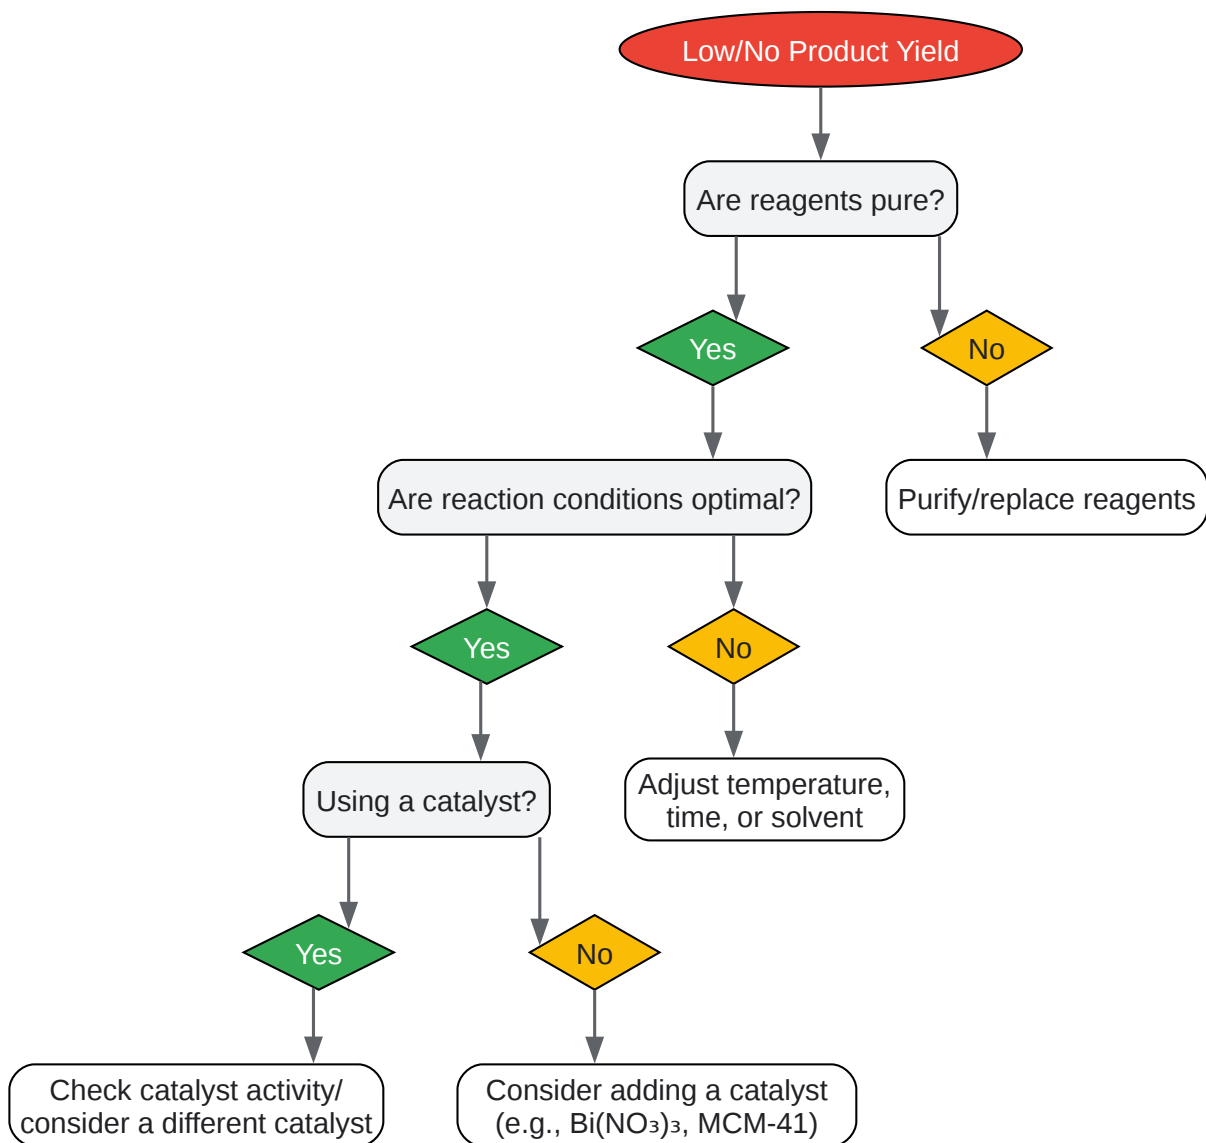 Low/No Product Yield
Are reagents pure?
Yes
No
Are reaction conditions optimal?
Purify/replace reagents
Yes
No
Using a catalyst?
Adjust temperature,
time, or solvent
Yes
No
Check catalyst activity/
consider a different catalyst
Consider adding a catalyst
(e.g., Bi(NO₃)₃, MCM-41)